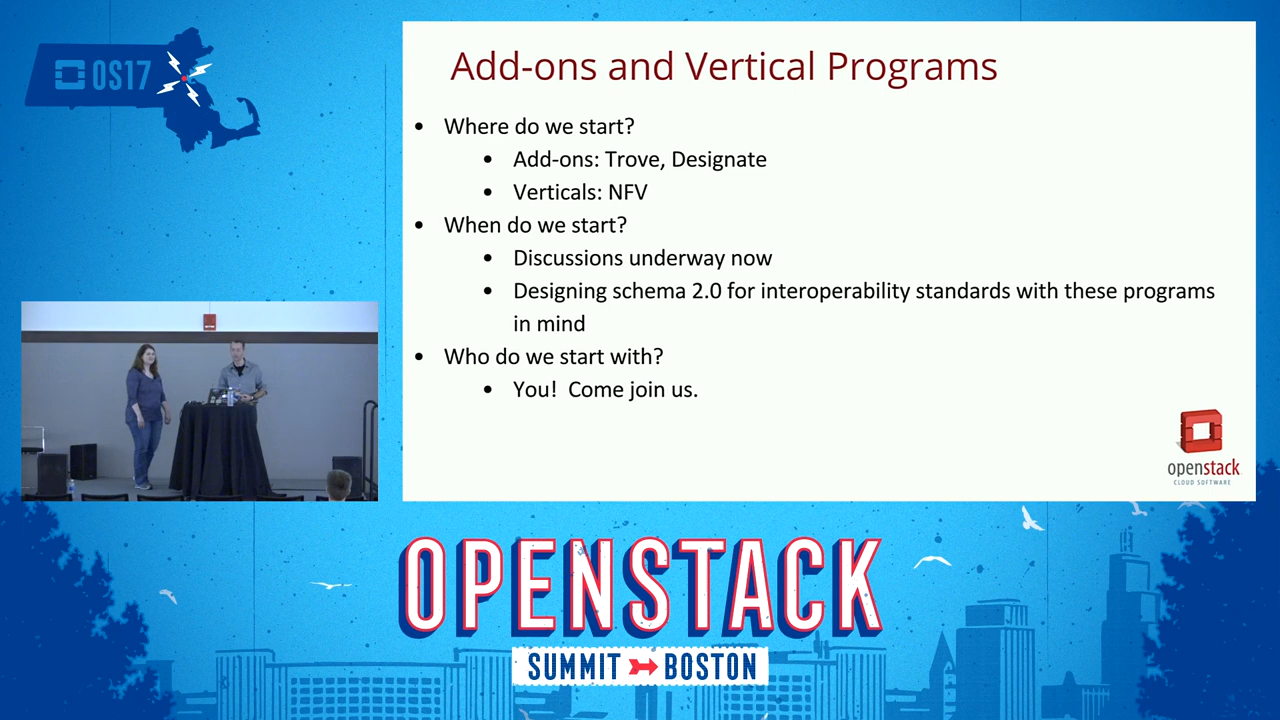 OS17
Add-ons and Vertical Programs
• Where do we start?
• Add-ons: Trove, Designate
• Verticals: NFV
• When do we start?
• Discussions underway now
• Designing schema 2.0 for interoperability standards with these programs
in mind
• Who do we start with?
• You!  Come join us.
openstack
CLOUD SOFTWARE
OPENSTACK
SUMMIT BOSTON